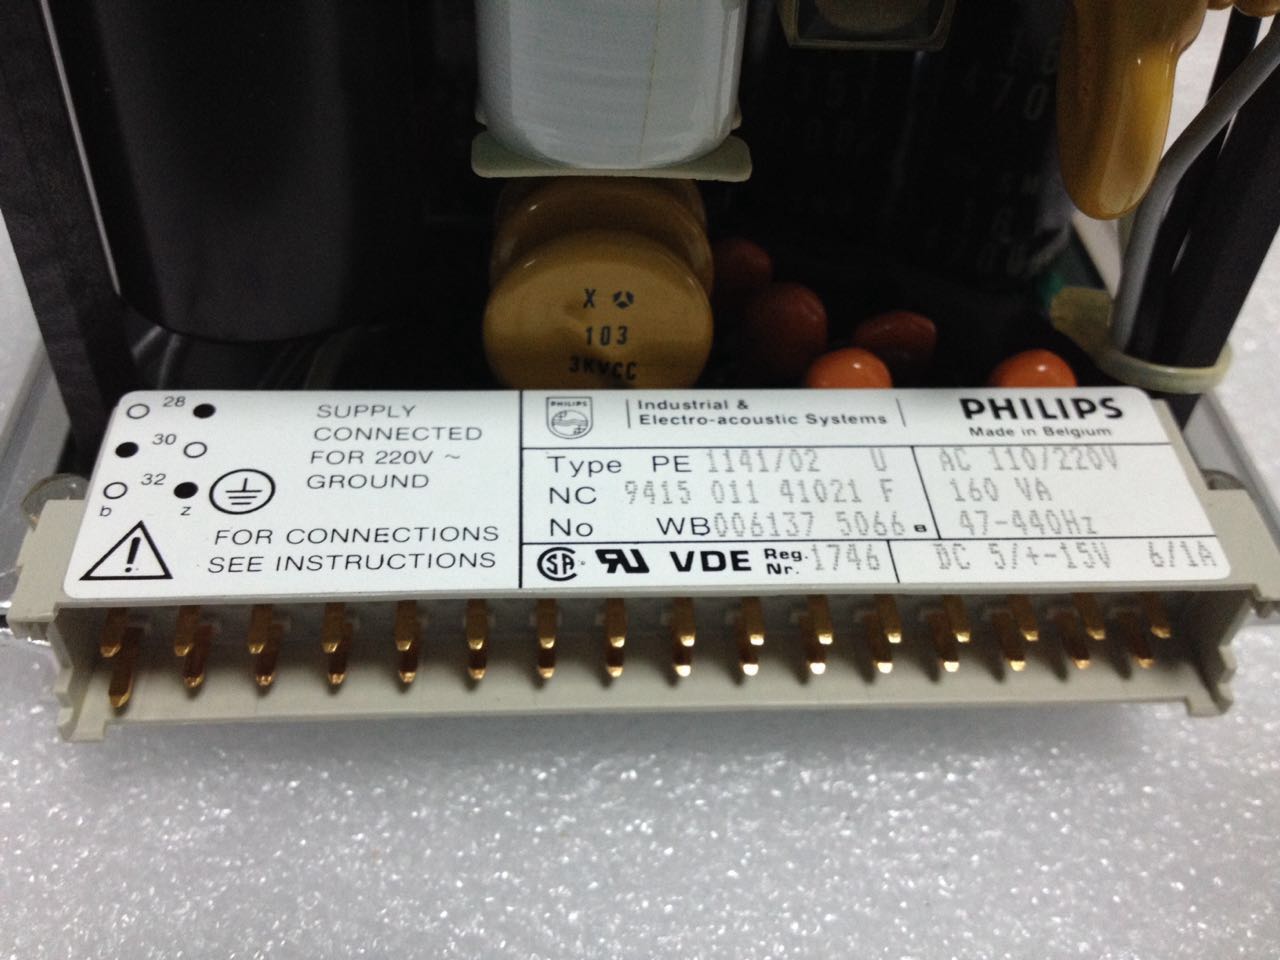 X
103
3KVCC
470
28
30
32
b
z
SUPPLY
CONNECTED
FOR 220V ~
GROUND
FOR CONNECTIONS
SEE INSTRUCTIONS
PHILIPS
Industrial &
Electro-acoustic Systems
PHILIPS
Made in Belgium
Type PE 1141/02 U
AC 110/220V
NC 9415 011 41021 F
160 VA
No WB006137 5066 B
47-440Hz
SA
VDE Reg. Nr. 1746
DC 5/+-15V 6/1A